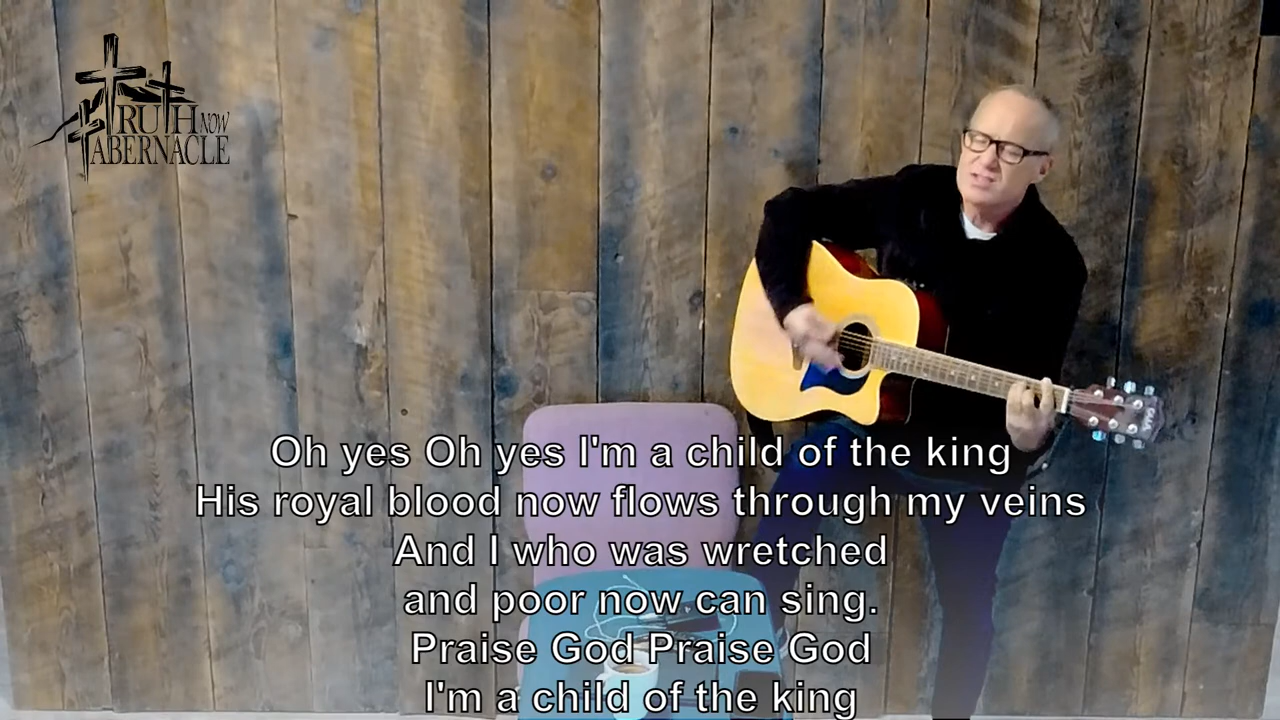 TRUTH NOW
TABERNACLE
Oh yes Oh yes I'm a child of the king
His royal blood now flows through my veins
And I who was wretched
and poor now can sing.
Praise God Praise God
I'm a child of the king